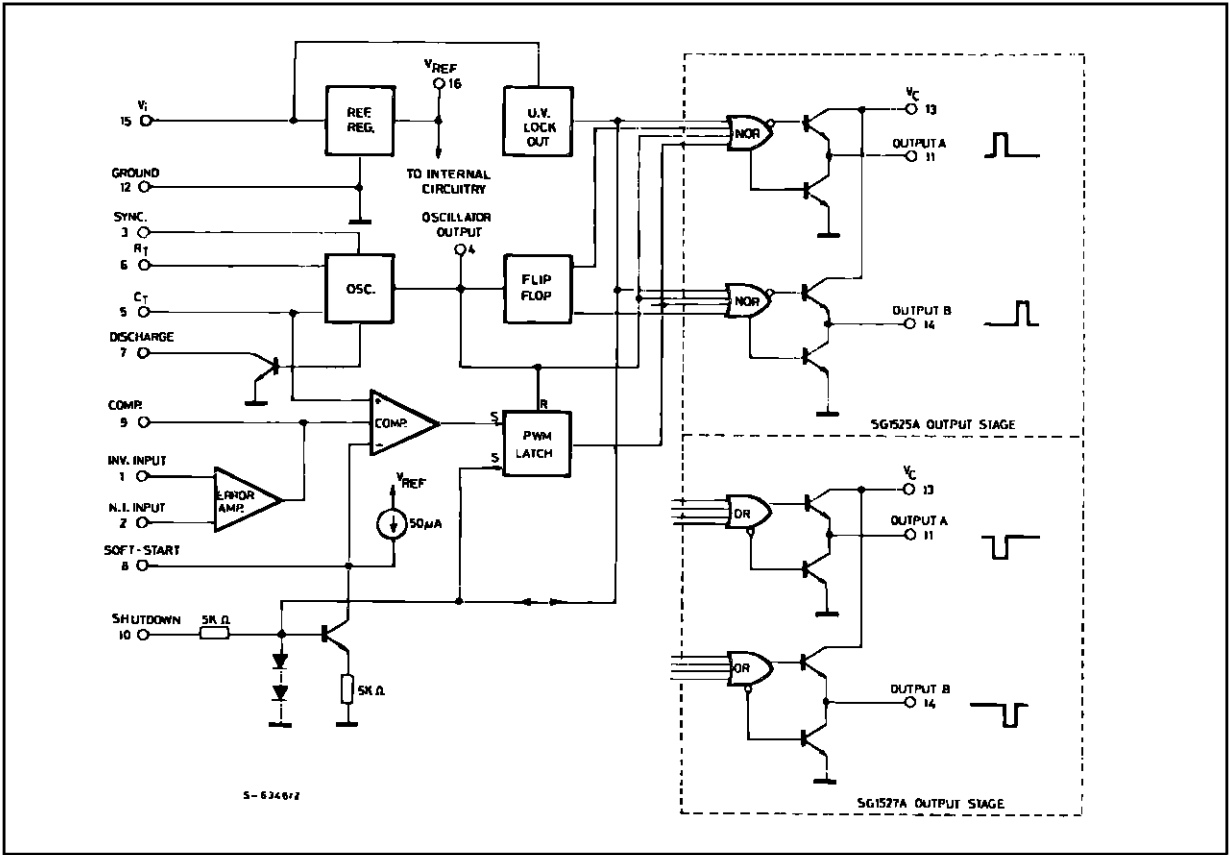 VREF
16
Vi
15
REF.
REG.
U.V.
LOCK
OUT
VC
13
NOR
OUTPUT A
11
GROUND
12
TO INTERNAL
CIRCUITRY
SYNC.
3
OSCILLATOR
OUTPUT
4
RT
6
OSC.
FLIP
FLOP
CT
5
NOR
OUTPUT B
14
DISCHARGE
7
COMP.
9
+
COMP.
−
R
S
PWM
LATCH
S
SG1525A OUTPUT STAGE
INV. INPUT
1
ERROR
AMP.
N.I. INPUT
2
VREF
50μA
VC
13
OR
OUTPUT A
11
SOFT-START
8
SHUTDOWN
10
5KΩ
5KΩ
OR
OUTPUT B
14
S-6346/2
SG1527A OUTPUT STAGE